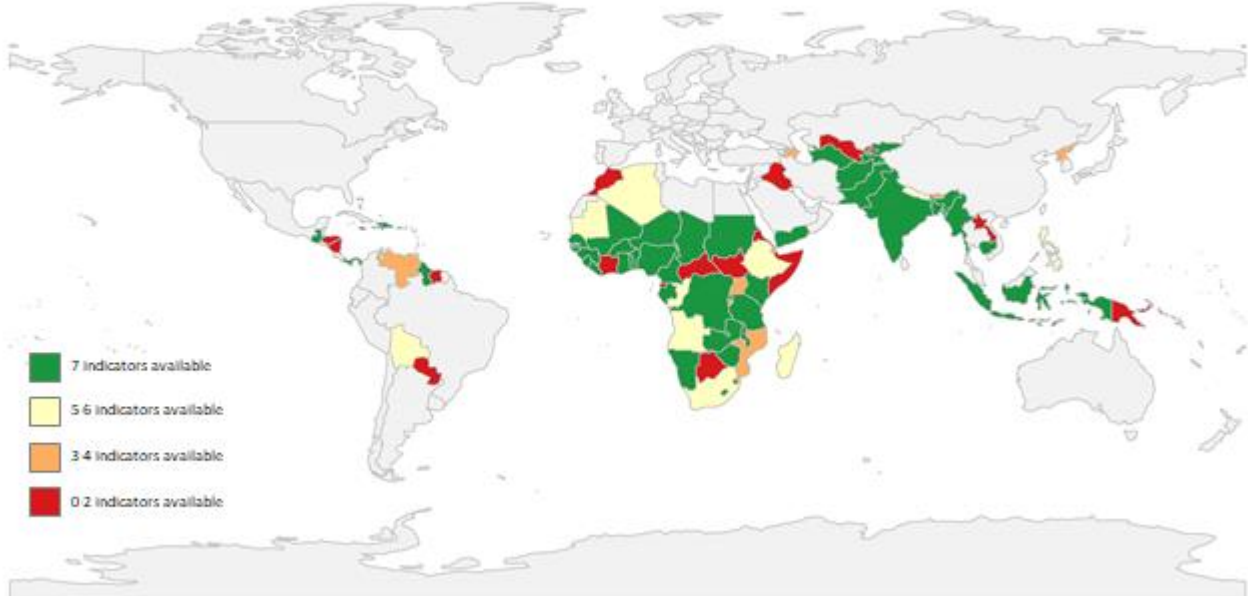 7 indicators available
5-6 indicators available
3-4 indicators available
0-2 indicators available